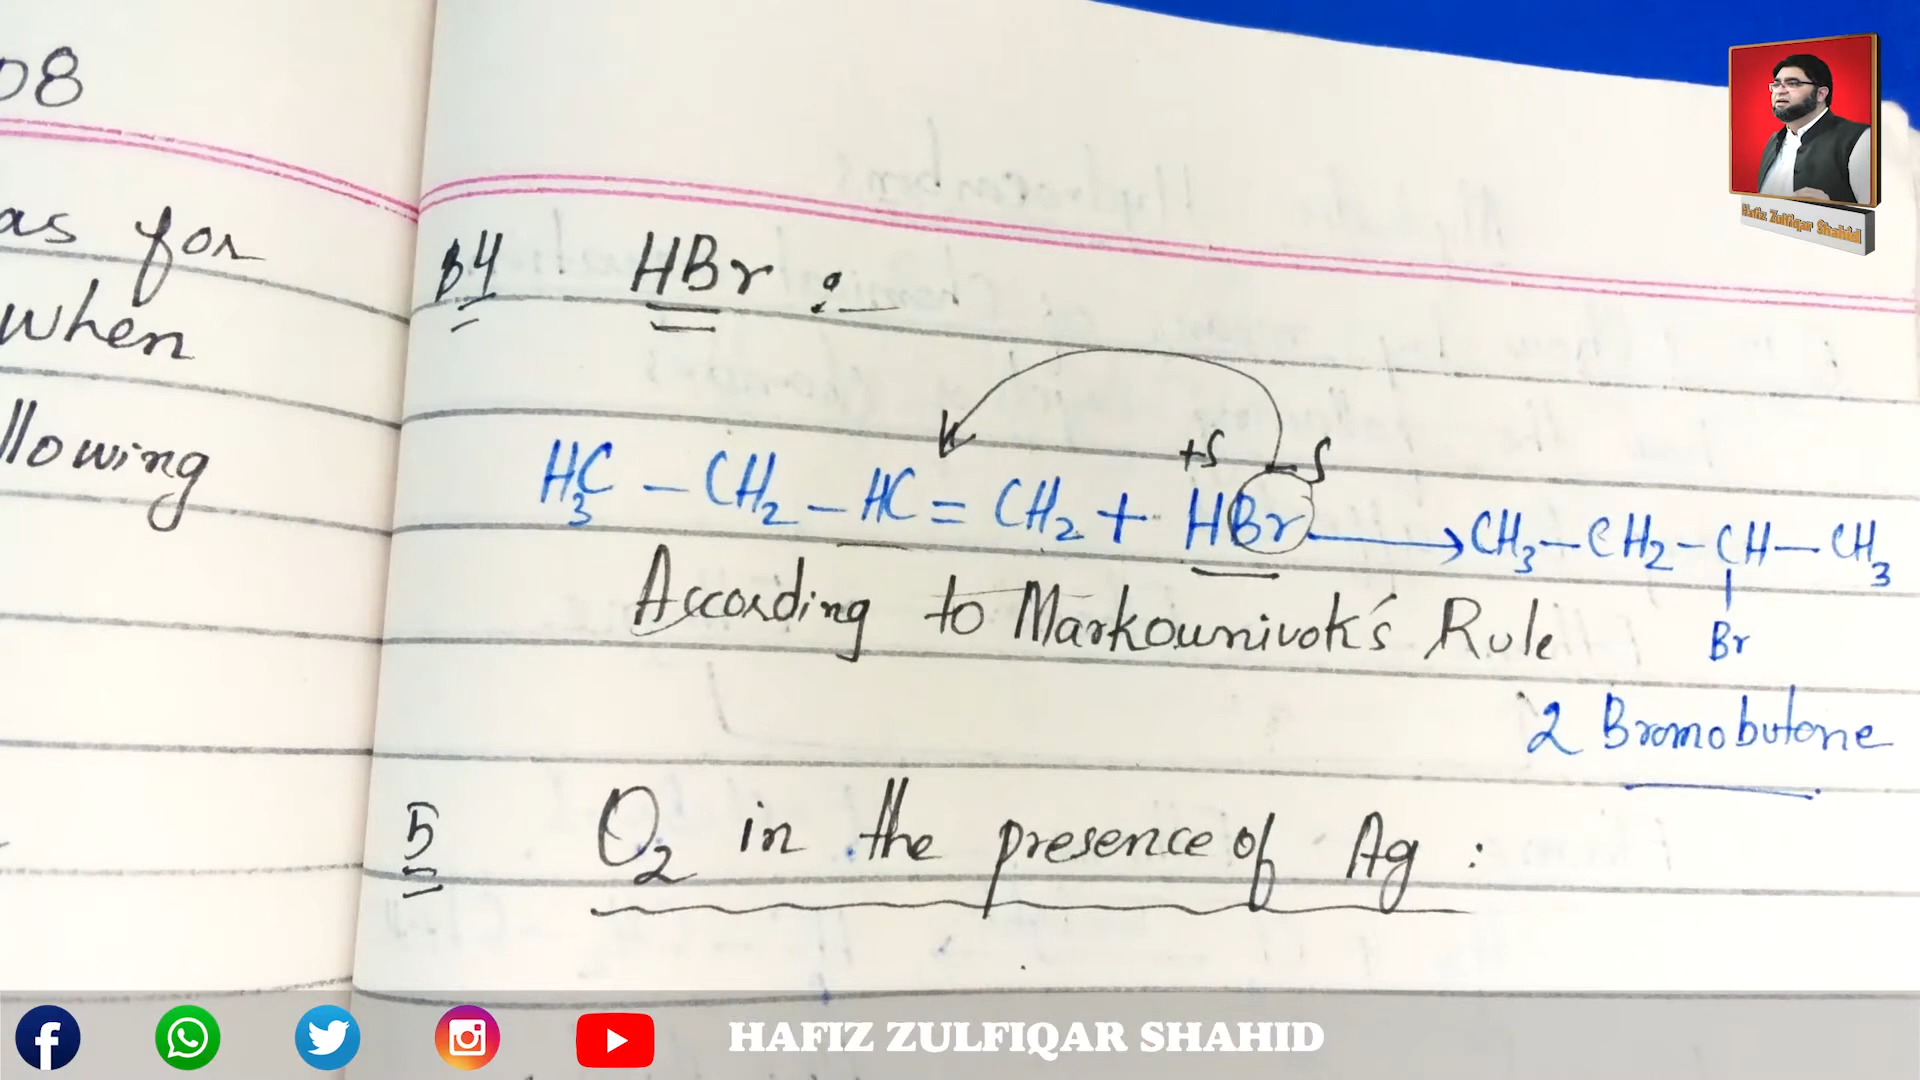 08
as for
when
llowing
4 HBr :-
+δ -δ
H3C - CH2 - HC = CH2 + HBr → CH3 - CH2 - CH - CH3
|
Br
According to Markounivok's Rule
2 Bromobutane
5 O2 in the presence of Ag :
Hafiz Zulfiqar Shahid
HAFIZ ZULFIQAR SHAHID